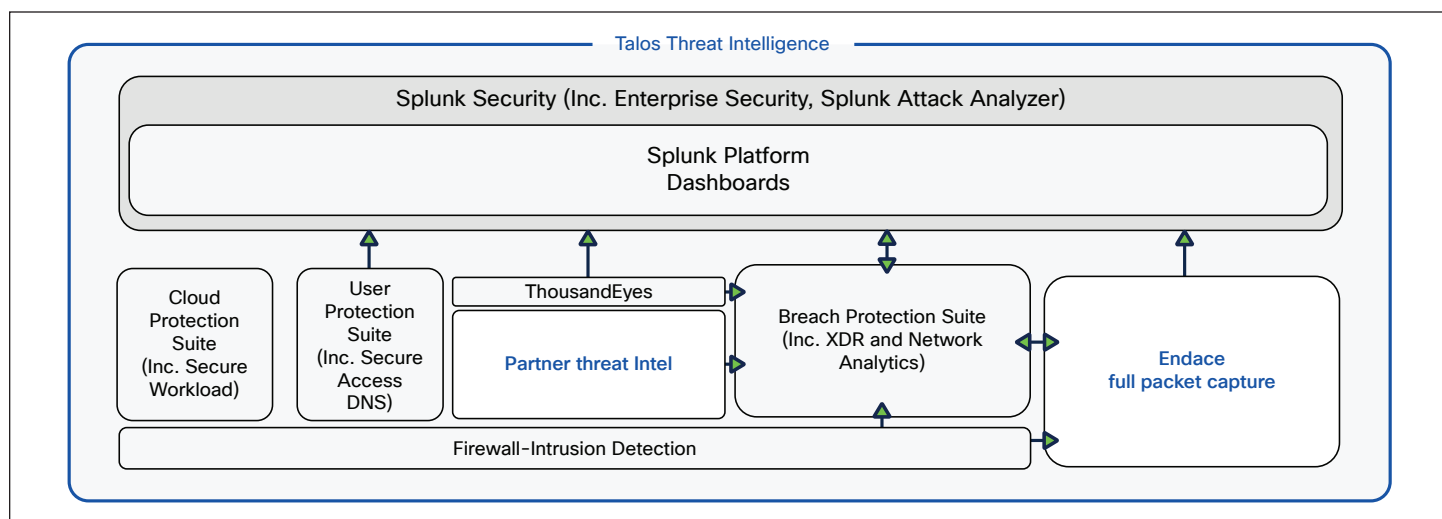 Talos Threat Intelligence
Splunk Security (Inc. Enterprise Security, Splunk Attack Analyzer)
Splunk Platform
Dashboards
Cloud
Protection
Suite
(Inc. Secure
Workload)
User
Protection
Suite
(Inc. Secure
Access
DNS)
ThousandEyes
Partner threat Intel
Breach Protection Suite
(Inc. XDR and Network
Analytics)
Endace
full packet capture
Firewall-Intrusion Detection